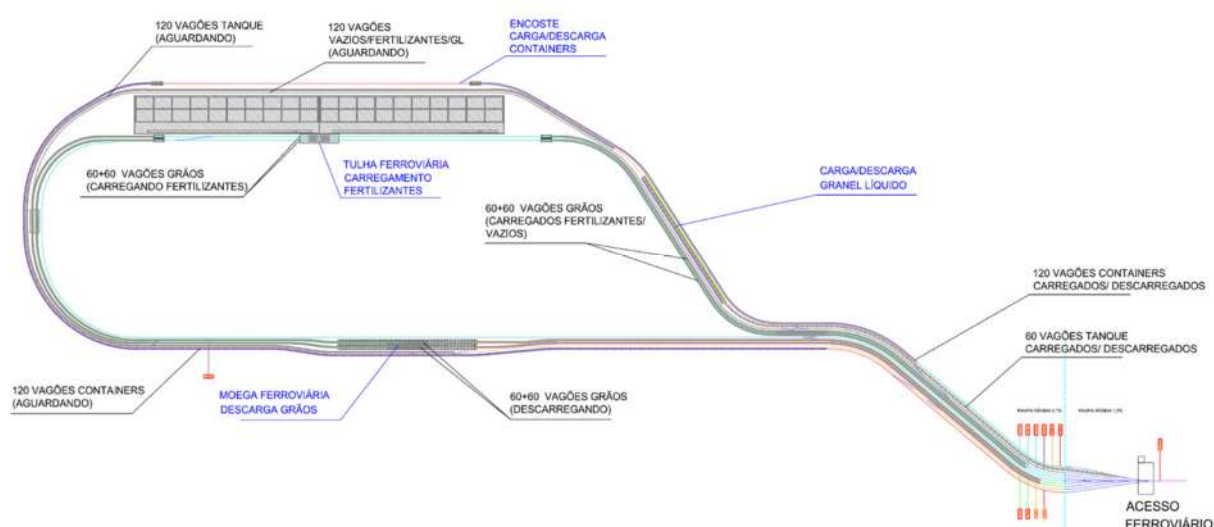 120 VAGÕES TANQUE
(AGUARDANDO)
120 VAGÕES
VAZIOS/FERTILIZANTES/GL
(AGUARDANDO)
ENCOSTE
CARGA/DESCARGA
CONTAINERS
60+60 VAGÕES GRÃOS
(CARREGANDO FERTILIZANTES)
TULHA FERROVIÁRIA
CARREGAMENTO
FERTILIZANTES
CARGA/DESCARGA
GRANEL LÍQUIDO
60+60 VAGÕES GRÃOS
(CARREGADOS FERTILIZANTES/
VAZIOS)
120 VAGÕES CONTAINERS
CARREGADOS/ DESCARREGADOS
60 VAGÕES TANQUE
CARREGADOS/ DESCARREGADOS
120 VAGÕES CONTAINERS
(AGUARDANDO)
MOEGA FERROVIÁRIA
DESCARGA GRÃOS
60+60 VAGÕES GRÃOS
(DESCARREGANDO)
ACESSO
FERROVIÁRIO